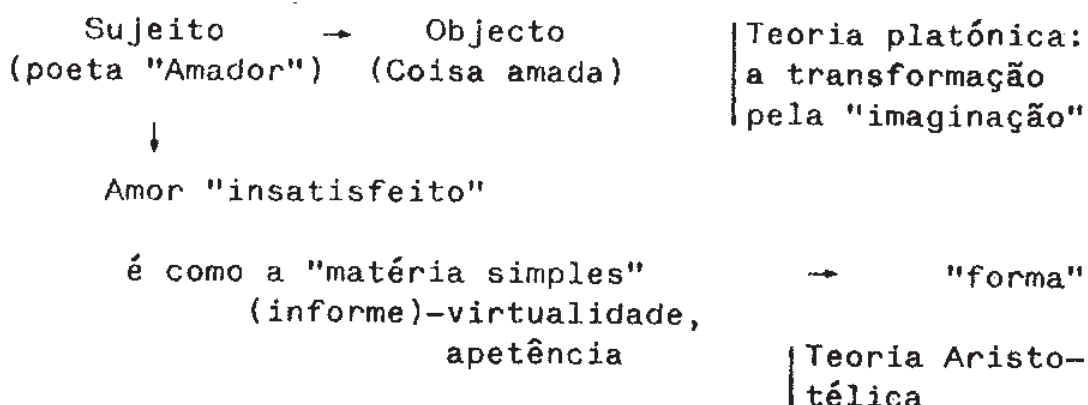 Sujeito → Objecto
(poeta "Amador") (Coisa amada)
Teoria platónica:
a transformação
pela "imaginação"
↓
Amor "insatisfeito"
é como a "matéria simples" → "forma"
(informe)-virtualidade,
apetência
Teoria Aristo-
télica